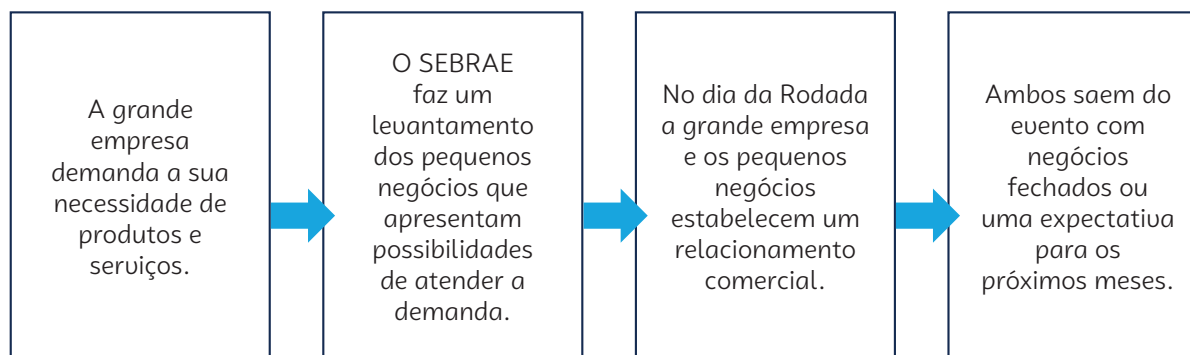 A grande
empresa
demanda a sua
necessidade de
produtos e
serviços.
O SEBRAE
faz um
levantamento
dos pequenos
negócios que
apresentam
possibilidades
de atender a
demanda.
No dia da Rodada
a grande empresa
e os pequenos
negócios
estabelecem um
relacionamento
comercial.
Ambos saem do
evento com
negócios
fechados ou
uma expectativa
para os
próximos meses.